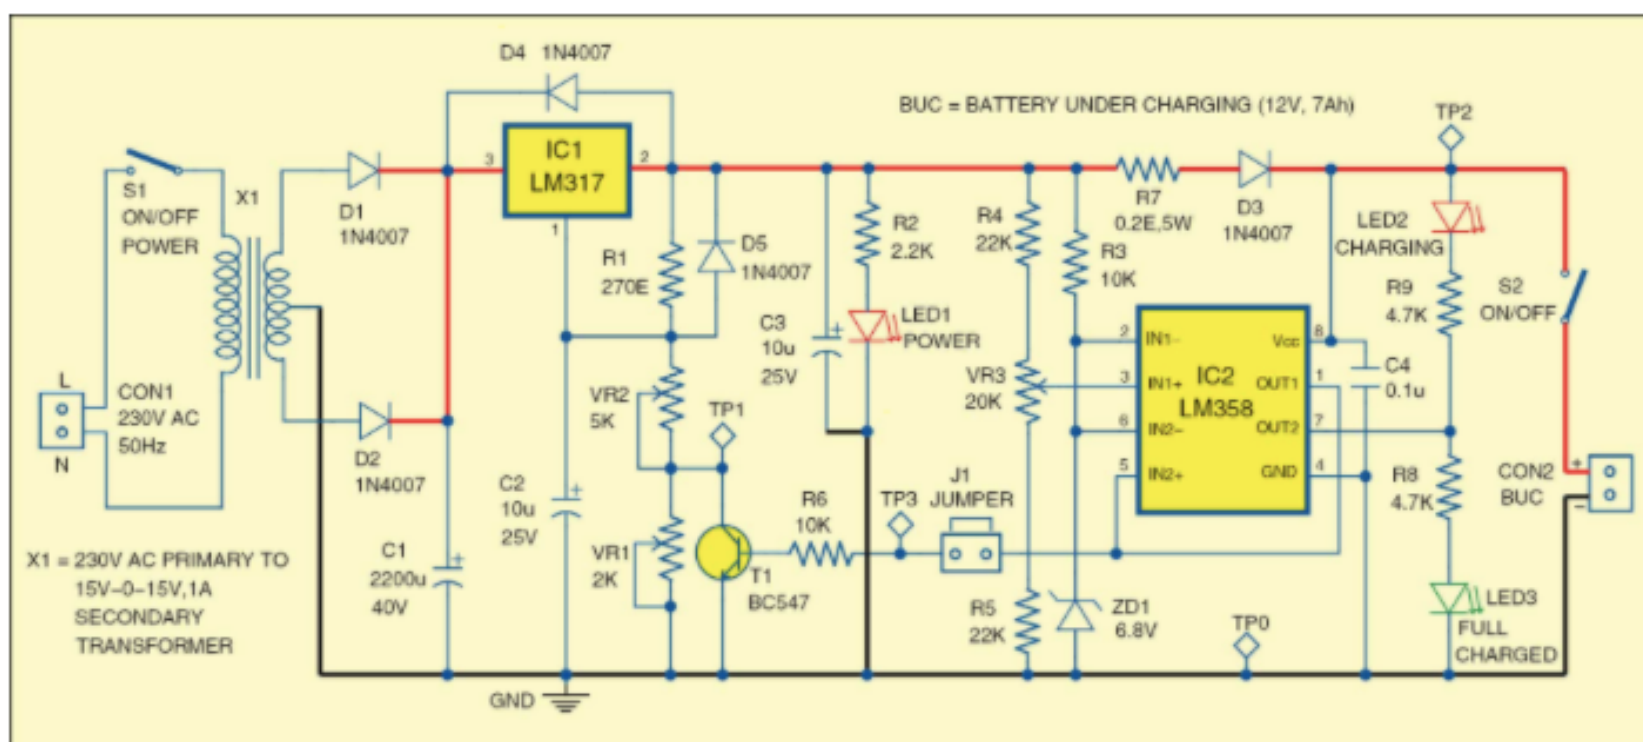 D4 1N4007
BUC = BATTERY UNDER CHARGING (12V, 7Ah)
TP2
S1
ON/OFF
POWER
X1
D1
1N4007
3
IC1
LM317
2
1
R1
270E
D5
1N4007
R2
2.2K
R4
22K
R7
0.2E,5W
R3
10K
D3
1N4007
LED2
CHARGING
R9
4.7K
S2
ON/OFF
C3
10u
25V
LED1
POWER
VR3
20K
2 IN1– Vcc 8
3 IN1+ IC2 OUT1 1
LM358
6 IN2– OUT2 7
5 IN2+ GND 4
C4
0.1u
L
CON1
230V AC
50Hz
N
D2
1N4007
VR2
5K
TP1
C2
10u
25V
R6
10K
TP3
J1
JUMPER
R8
4.7K
CON2
BUC
+
–
X1 = 230V AC PRIMARY TO
15V–0–15V,1A
SECONDARY
TRANSFORMER
C1
2200u
40V
VR1
2K
T1
BC547
R5
22K
ZD1
6.8V
TP0
LED3
FULL
CHARGED
GND